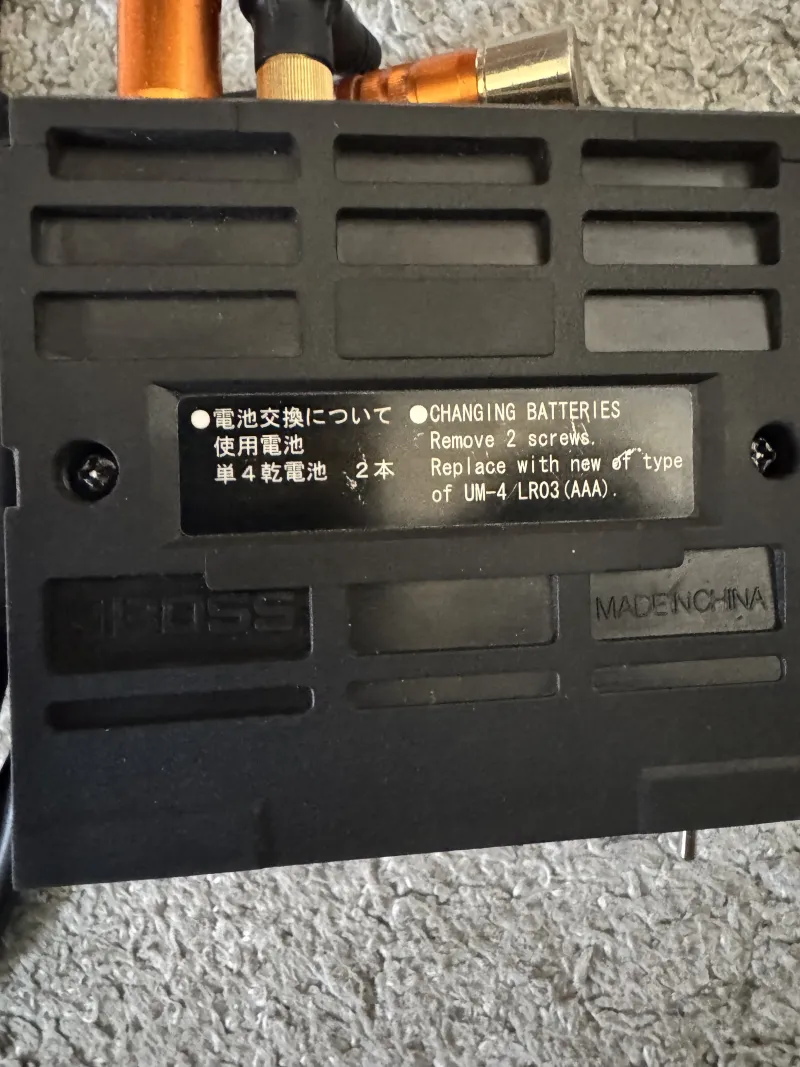 ●電池交換について
使用電池
単4乾電池 2本
●CHANGING BATTERIES
Remove 2 screws.
Replace with new of type
of UM-4/LR03(AAA).
BOSS
MADE IN CHINA